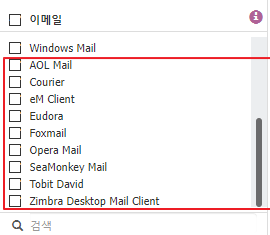 이메일
Windows Mail
AOL Mail
Courier
eM Client
Eudora
Foxmail
Opera Mail
SeaMonkey Mail
Tobit David
Zimbra Desktop Mail Client
검색